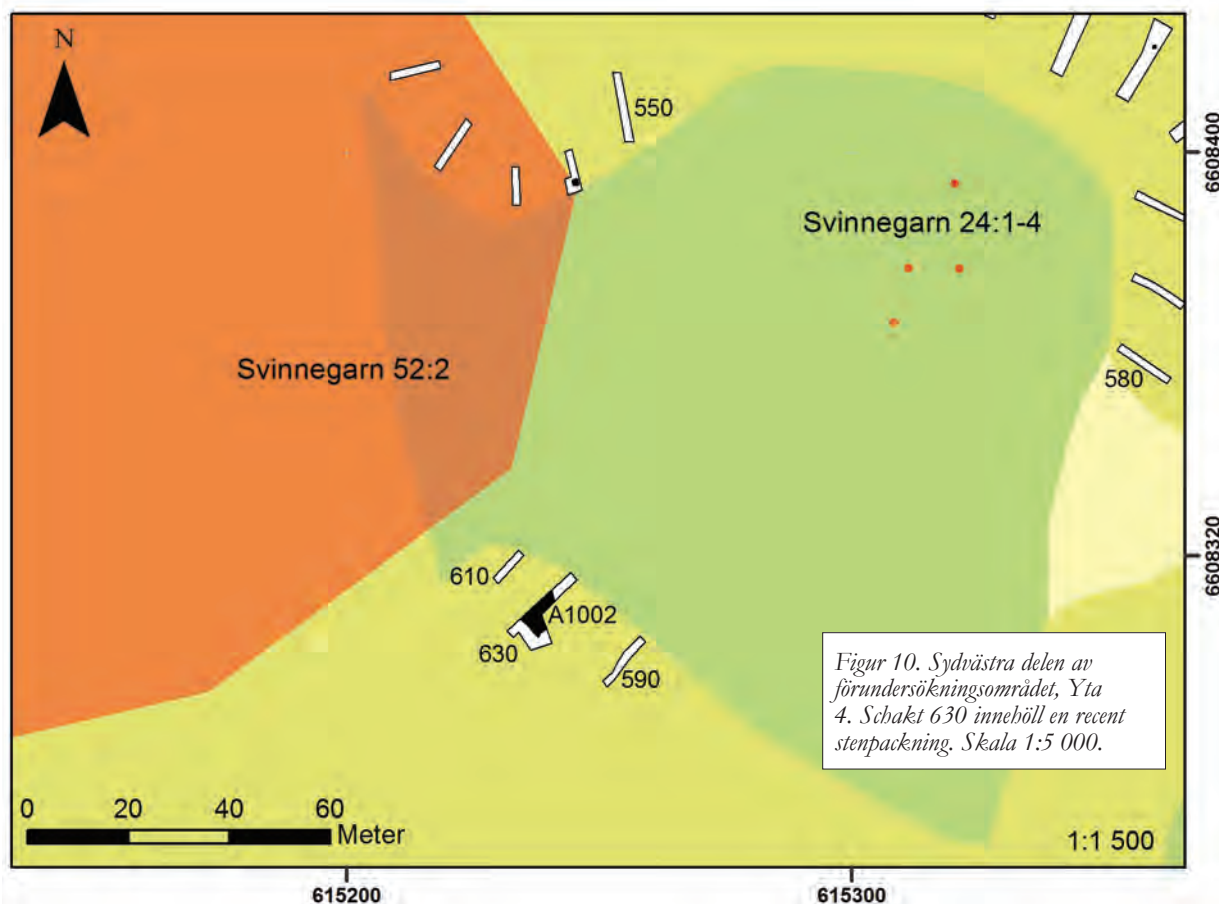 N
550
6608400
Svinnegarn 24:1-4
Svinnegarn 52:2
580
6608320
610
A1002
630
590
Figur 10. Sydvästra delen av
förundersökningsområdet, Yta
4. Schakt 630 innehöll en recent
stenpackning. Skala 1:5 000.
0 20 40 60
Meter
1:1 500
615200 615300